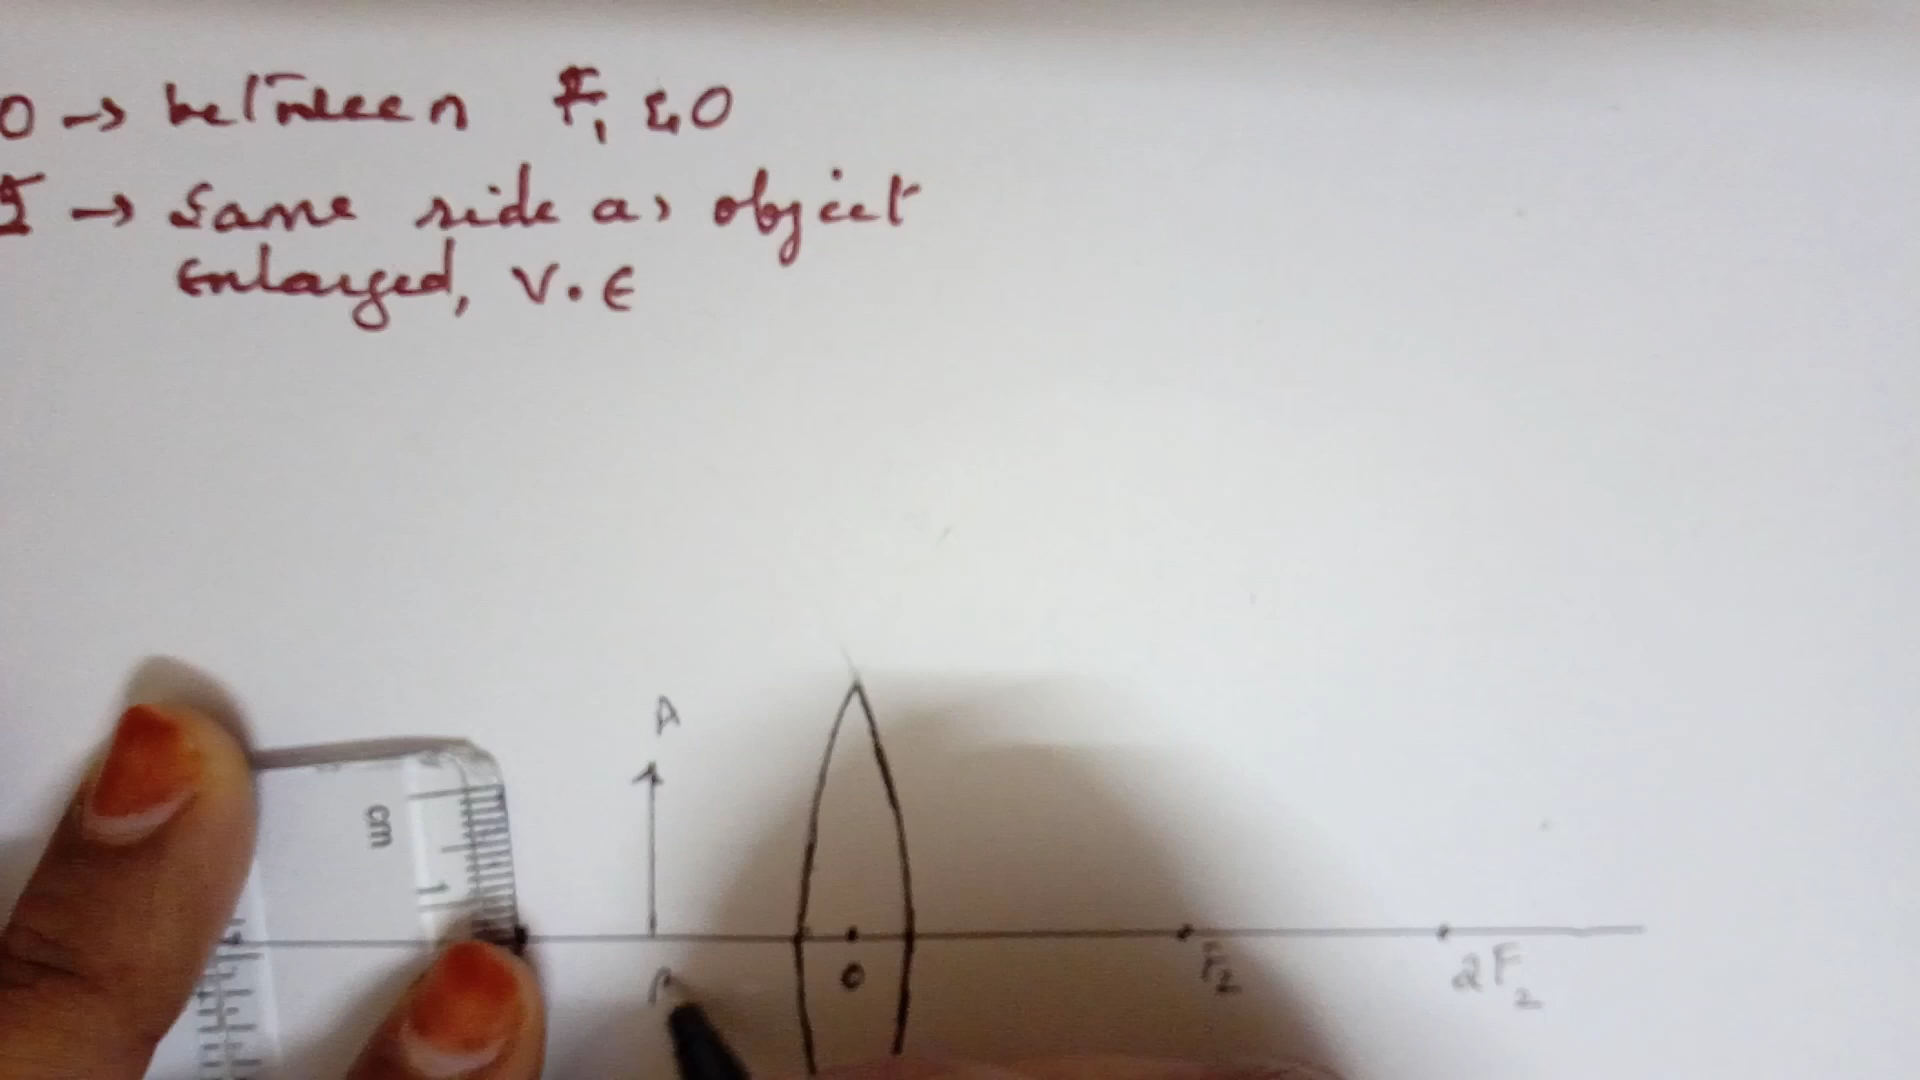 O → between F₁ & O
I → Same side as object
Enlarged, V.E
A
cm
1
O
F₂
2F₂